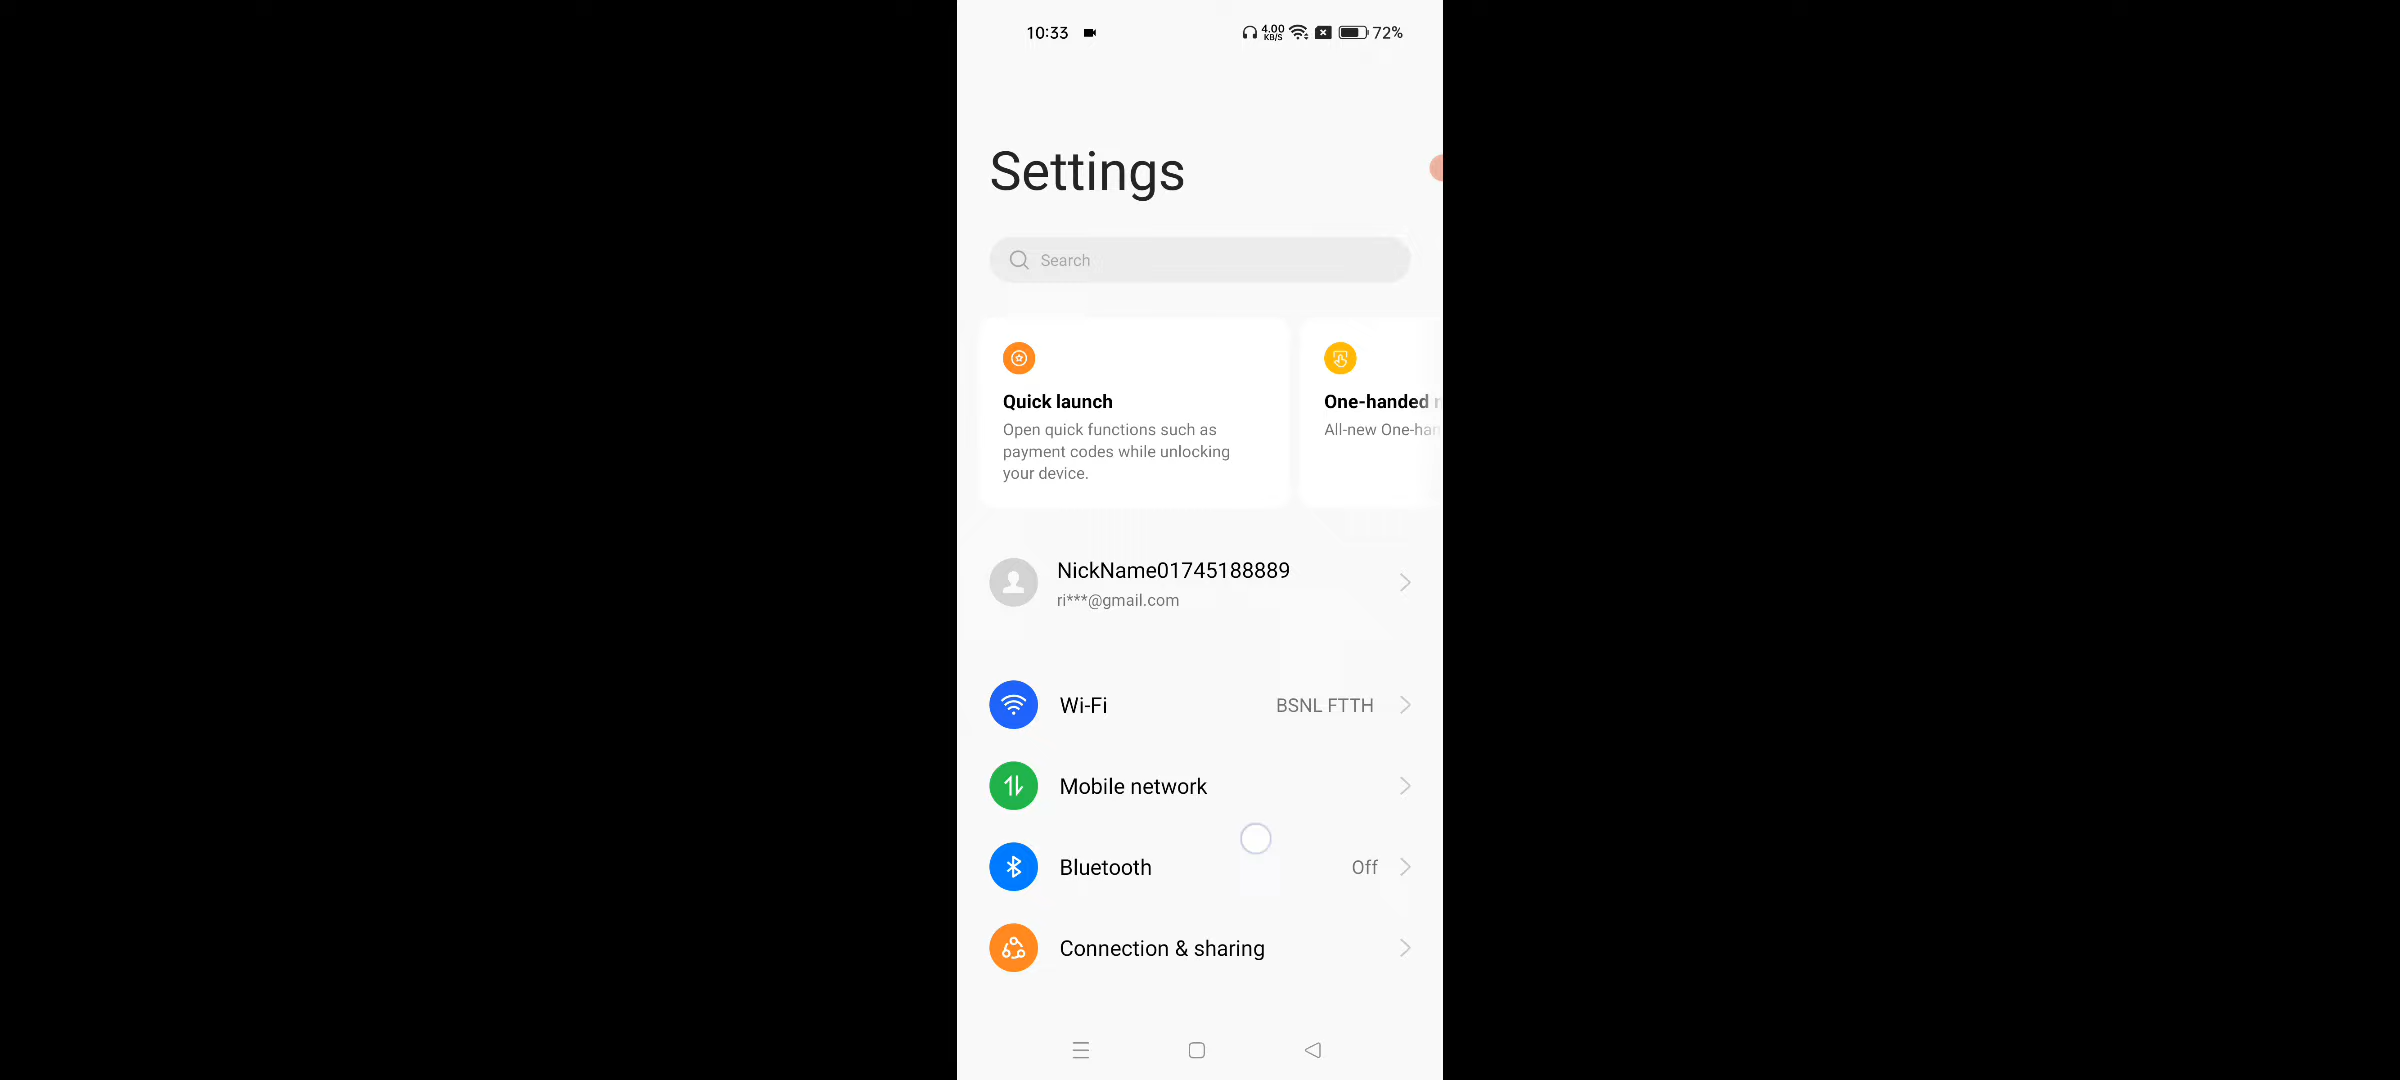 10:33
4.00
KB/S
72%
Settings
Search
Quick launch
Open quick functions such as
payment codes while unlocking
your device.
One-handed
All-new One-han
NickName01745188889
ri***@gmail.com
Wi-Fi
BSNL FTTH
Mobile network
Bluetooth
Off
Connection & sharing